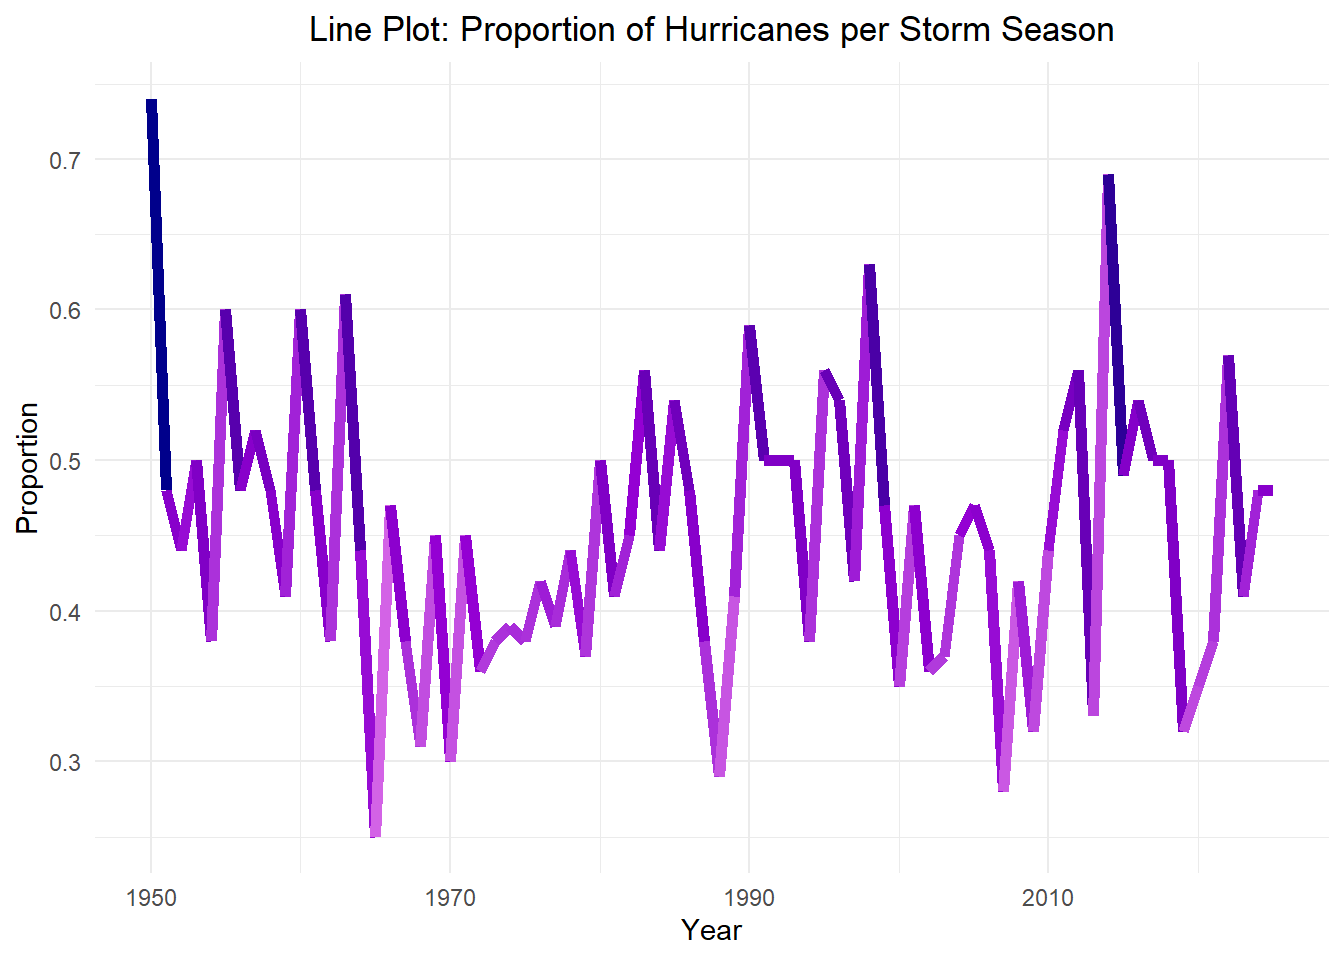 Line Plot: Proportion of Hurricanes per Storm Season
0.7
0.6
0.5
0.4
0.3
Proportion
1950 1970 1990 2010
Year